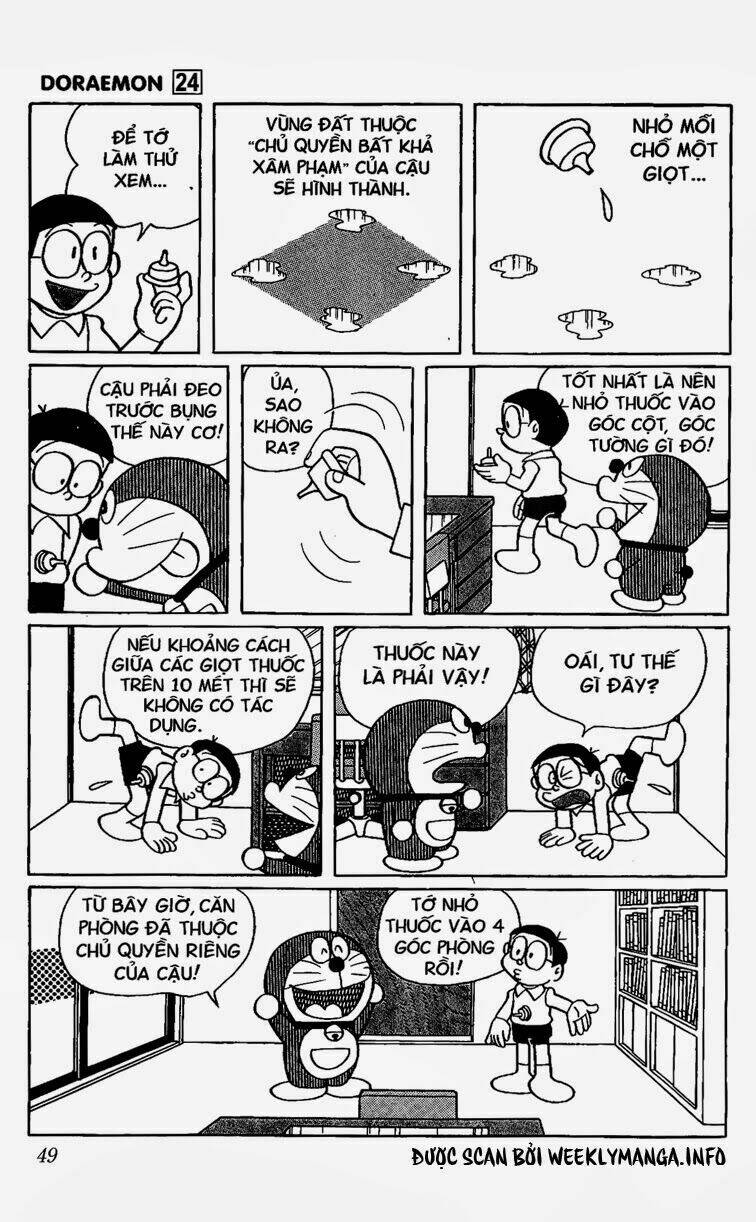 DORAEMON 24
NHỎ MỖI
CHỖ MỘT
GIỌT...
VÙNG ĐẤT THUỘC
"CHỦ QUYỀN BẤT KHẢ
XÂM PHẠM" CỦA CẬU
SẼ HÌNH THÀNH.
ĐỂ TỚ
LÀM THỬ
XEM...
TỐT NHẤT LÀ NÊN
NHỎ THUỐC VÀO
GÓC CỘT, GÓC
TƯỜNG GÌ ĐÓ!
ỦA,
SAO
KHÔNG
RA?
CẬU PHẢI ĐEO
TRƯỚC BỤNG
THẾ NÀY CƠ!
OÁI, TƯ THẾ
GÌ ĐÂY?
THUỐC NÀY
LÀ PHẢI VẬY!
NẾU KHOẢNG CÁCH
GIỮA CÁC GIỌT THUỐC
TRÊN 10 MÉT THÌ SẼ
KHÔNG CÓ TÁC
DỤNG.
TỚ NHỎ
THUỐC VÀO 4
GÓC PHÒNG
RỒI!
TỪ BÂY GIỜ, CĂN
PHÒNG ĐÃ THUỘC
CHỦ QUYỀN RIÊNG
CỦA CẬU!
49
ĐƯỢC SCAN BỞI WEEKLYMANGA.INFO